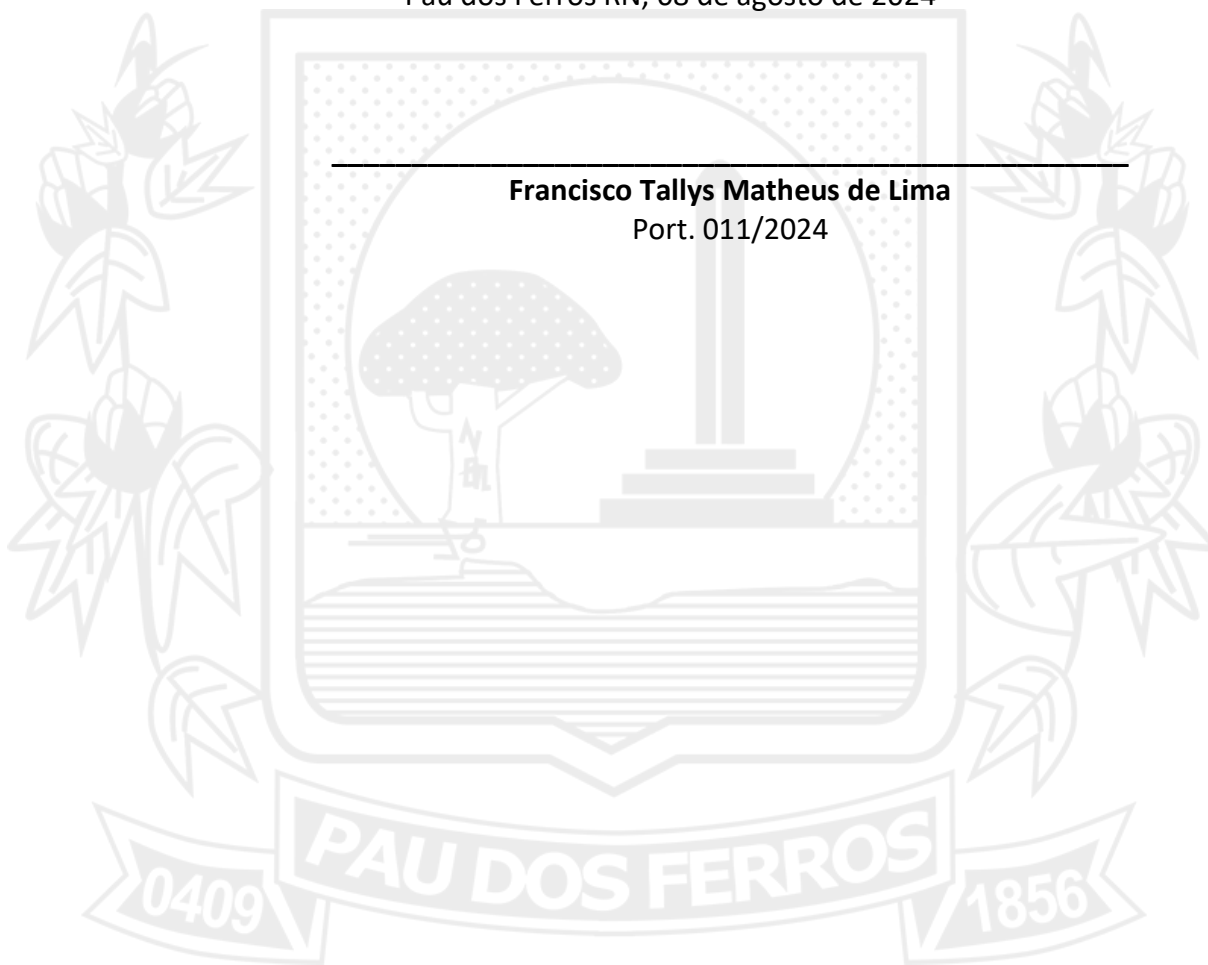 Pau dos Ferros RN, 08 de agosto de 2024
Francisco Tallys Matheus de Lima
Port. 011/2024
PAU DOS FERROS
0409
1856